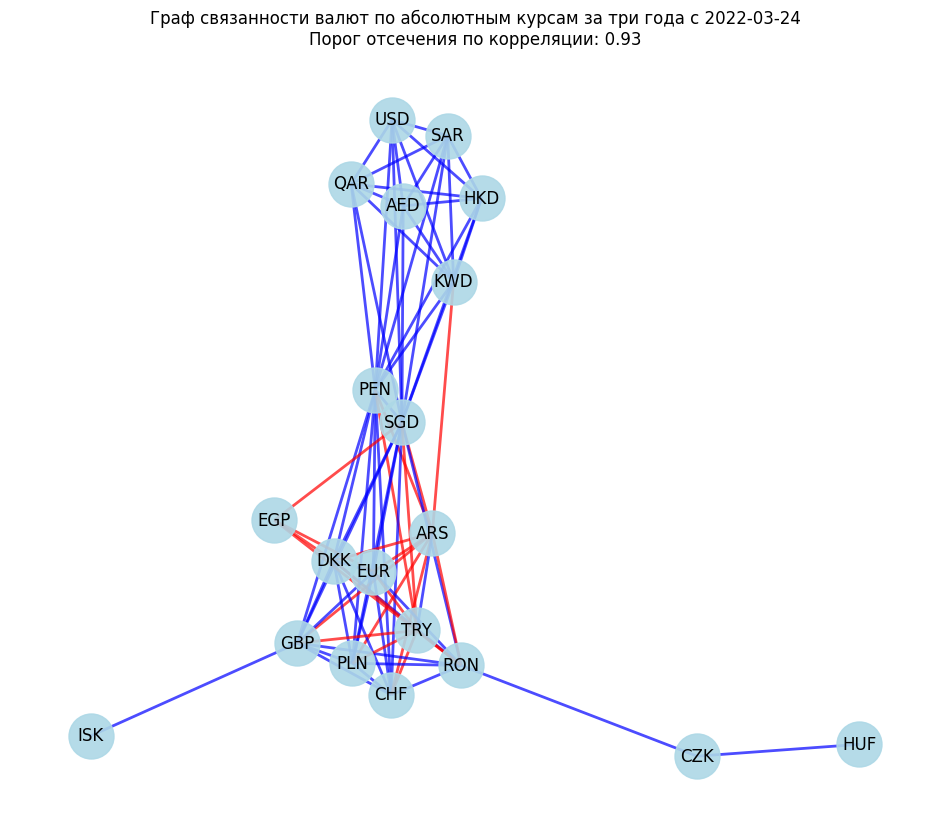 Граф связанности валют по абсолютным курсам за три года с 2022-03-24
Порог отсечения по корреляции: 0.93
USD
SAR
QAR
HKD
AED
KWD
PEN
SGD
EGP
ARS
DKK
EUR
TRY
GBP
PLN
RON
CHF
ISK
HUF
CZK